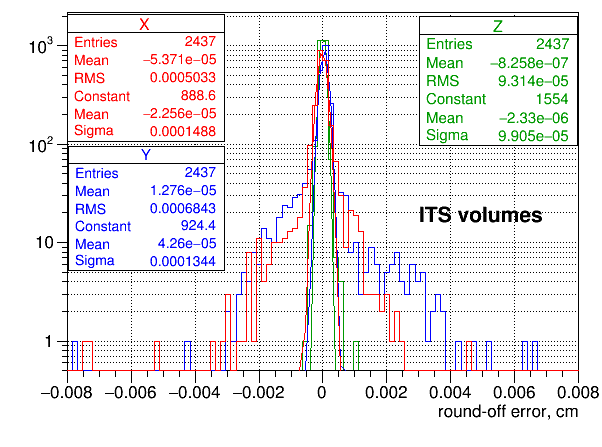 X
Entries 2437
Mean −5.371e−05
RMS 0.0005033
Constant 888.6
Mean −2.256e−05
Sigma 0.0001488
Y
Entries 2437
Mean 1.276e−05
RMS 0.0006843
Constant 924.4
Mean 4.26e−05
Sigma 0.0001344
Z
Entries 2437
Mean −8.258e−07
RMS 9.314e−05
Constant 1554
Mean −2.33e−06
Sigma 9.905e−05
ITS volumes
10³
10²
10
1
−0.008 −0.006 −0.004 −0.002 0 0.002 0.004 0.006 0.008
round-off error, cm